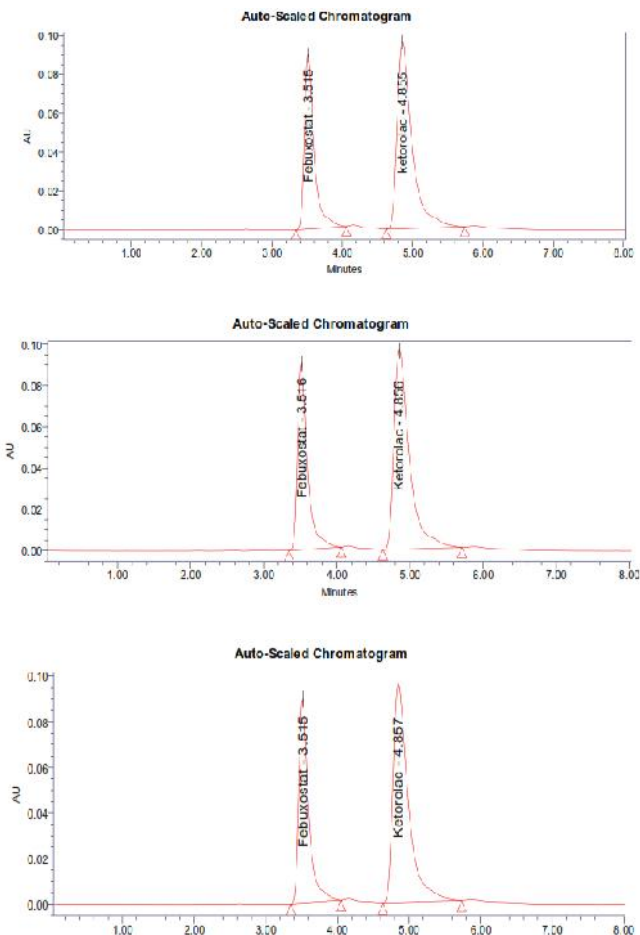 Auto-Scaled Chromatogram
0.10
0.08
0.06
0.04
0.02
0.00
AU
Febuxostat - 3.515
ketorolac - 4.855
1.00 2.00 3.00 4.00 5.00 6.00 7.00 8.00
Minutes
Auto-Scaled Chromatogram
0.10
0.08
0.06
0.04
0.02
0.00
AU
Febuxostat - 3.516
Ketorolac -
1.00 2.00 3.00 4.00 5.00 6.00 7.00 8.00
Minutes
Auto-Scaled Chromatogram
0.10
0.08
0.06
0.04
0.02
0.00
AU
Febuxostat - 3.515
Ketorolac - 4.857
1.00 2.00 3.00 4.00 5.00 6.00 7.00 8.00